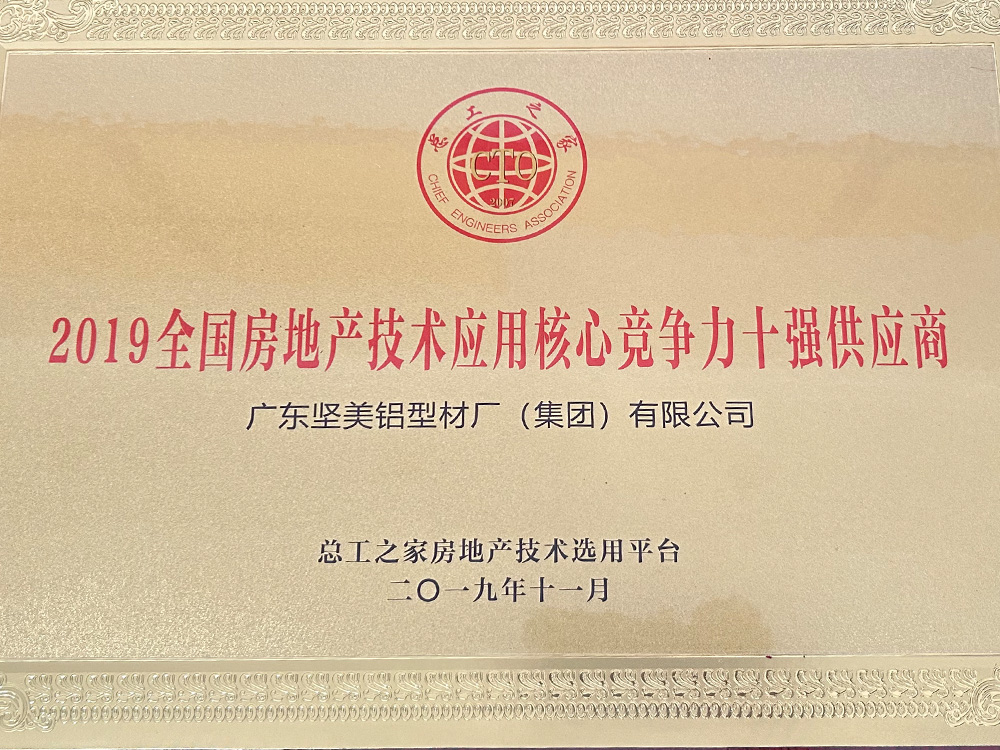 总工之家
CTO
2007
CHIEF ENGINEERS ASSOCIATION
2019全国房地产技术应用核心竞争力十强供应商
广东坚美铝型材厂（集团）有限公司
总工之家房地产技术选用平台
二〇一九年十一月